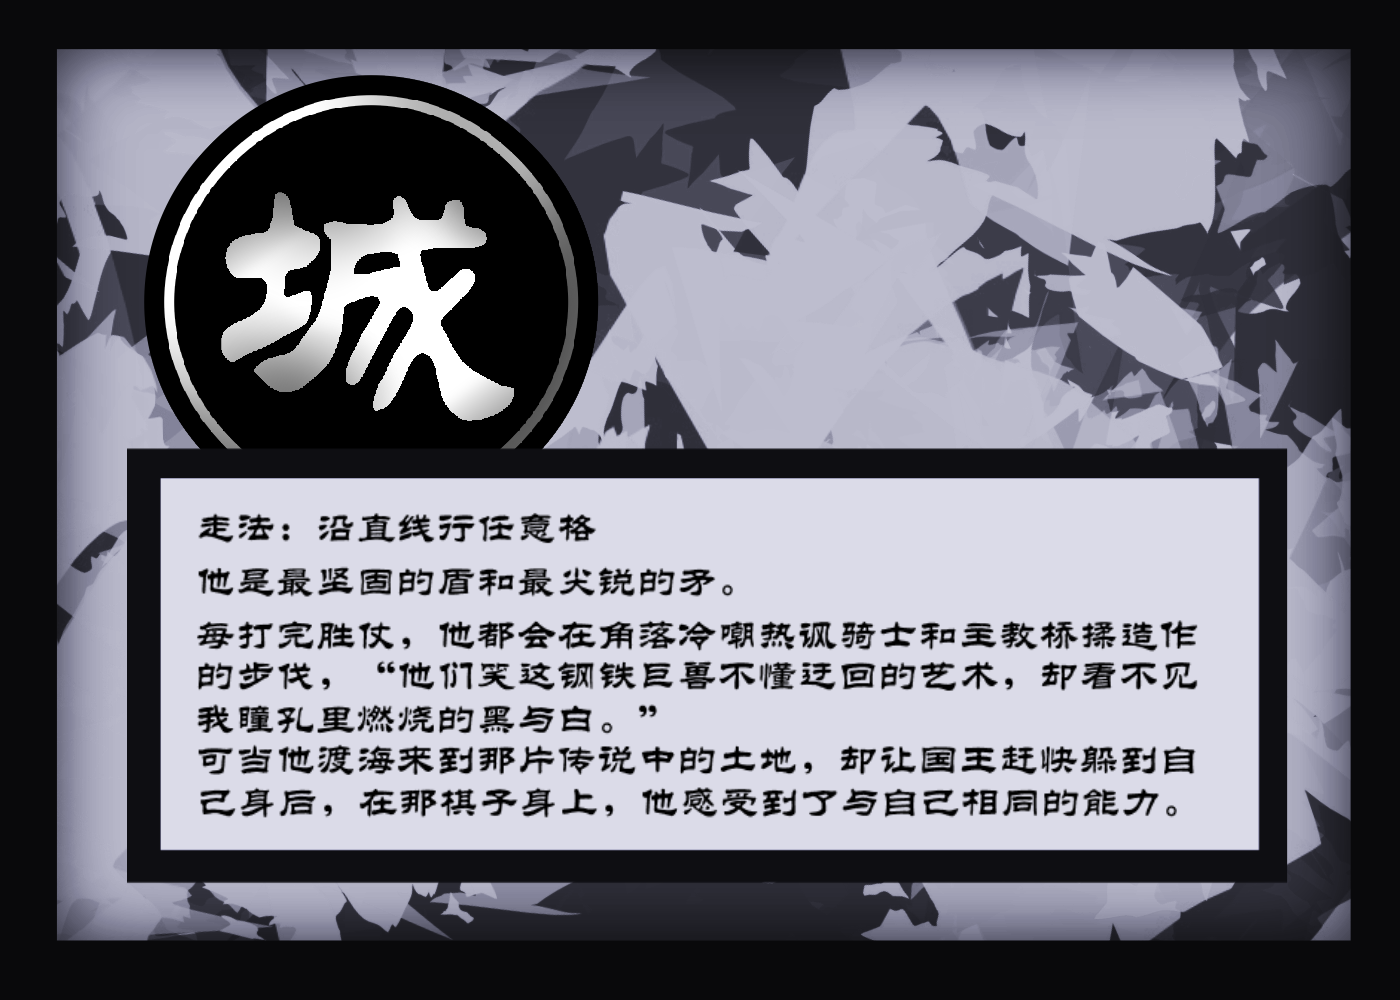 城
走法：沿直线行任意格
他是最坚固的盾和最尖锐的矛。
每打完胜仗，他都会在角落冷嘲热讽骑士和主教桥揉造作
的步伐，“他们笑这钢铁巨兽不懂迂回的艺术，却看不见
我瞳孔里燃烧的黑与白。”
可当他渡海来到那片传说中的土地，却让国王赶快躲到自
己身后，在那棋子身上，他感受到了与自己相同的能力。